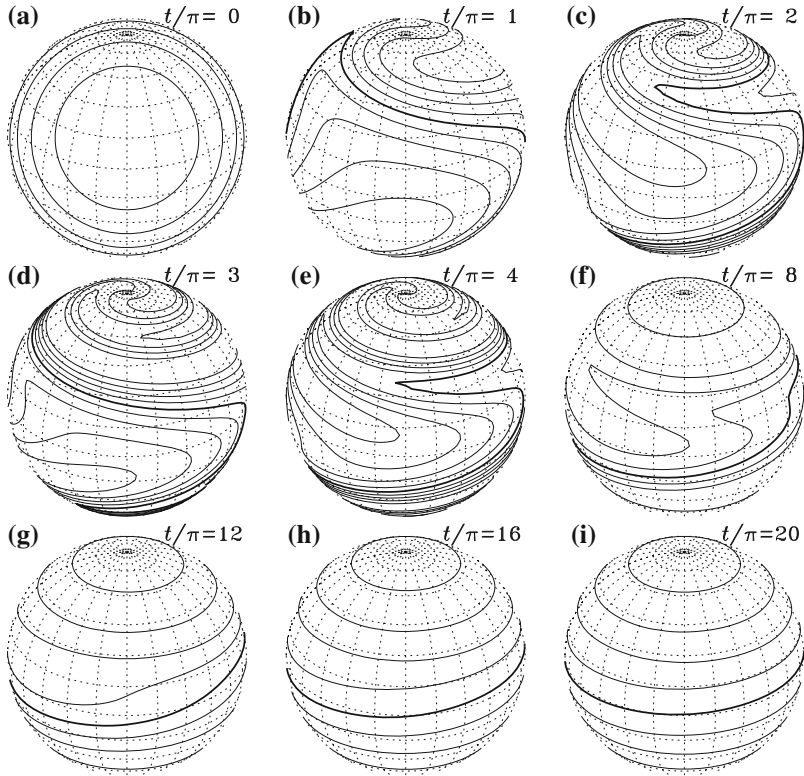 (a) t/π= 0
(b) t/π= 1
(c) t/π= 2
(d) t/π= 3
(e) t/π= 4
(f) t/π= 8
(g) t/π=12
(h) t/π=16
(i) t/π=20